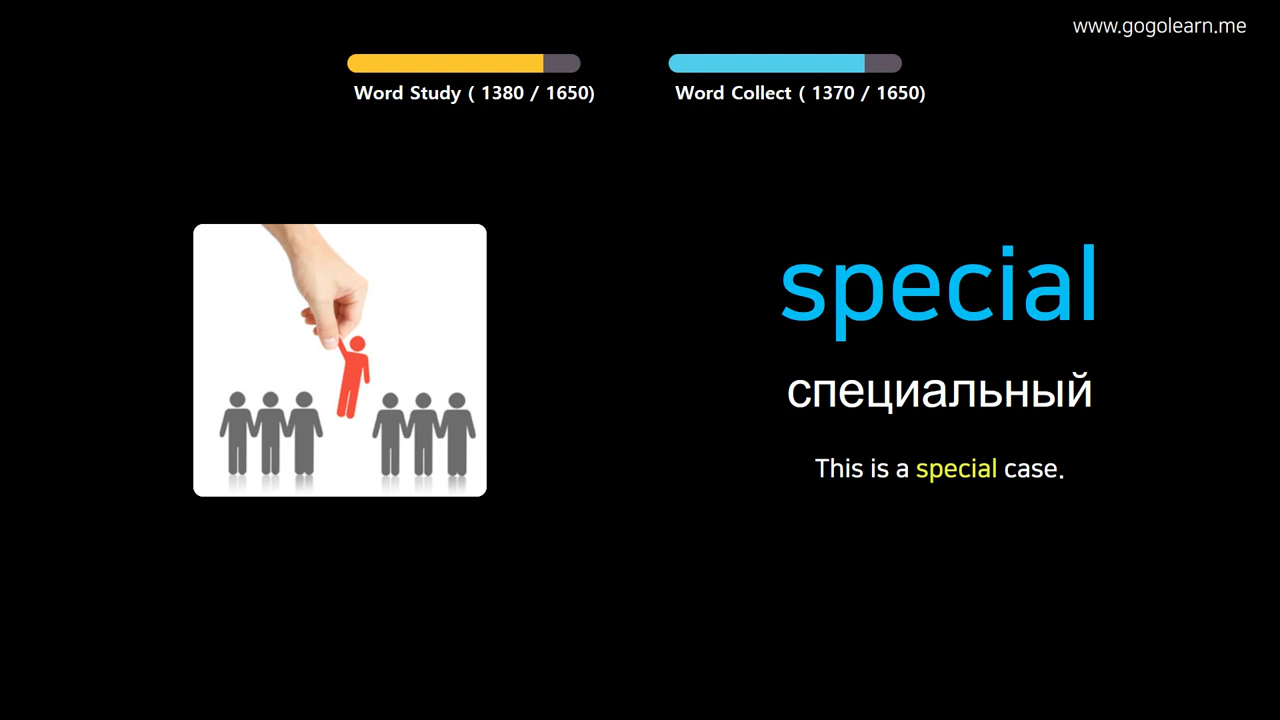 www.gogolearn.me
Word Study ( 1380 / 1650)
Word Collect ( 1370 / 1650)
special
специальный
This is a special case.